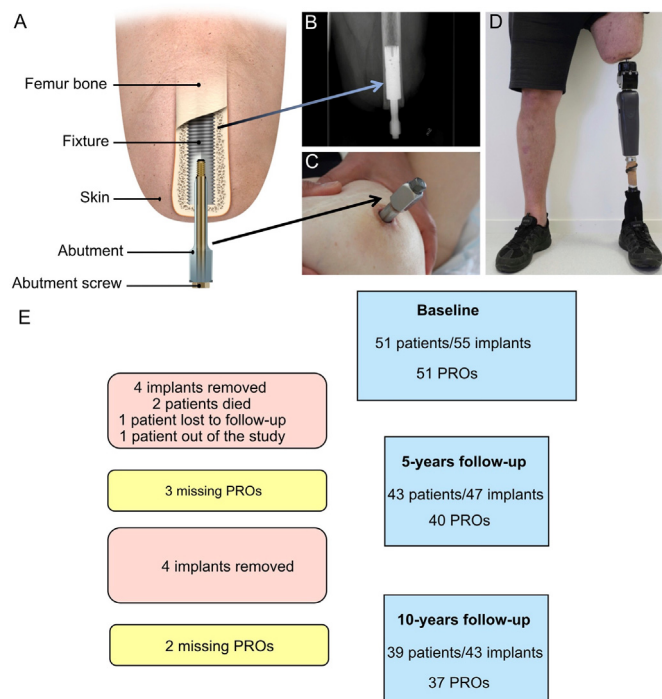 A
Femur bone
Fixture
Skin
Abutment
Abutment screw
B
C
D
E
Baseline
51 patients/55 implants
51 PROs
4 implants removed
2 patients died
1 patient lost to follow-up
1 patient out of the study
5-years follow-up
43 patients/47 implants
40 PROs
3 missing PROs
4 implants removed
10-years follow-up
39 patients/43 implants
37 PROs
2 missing PROs